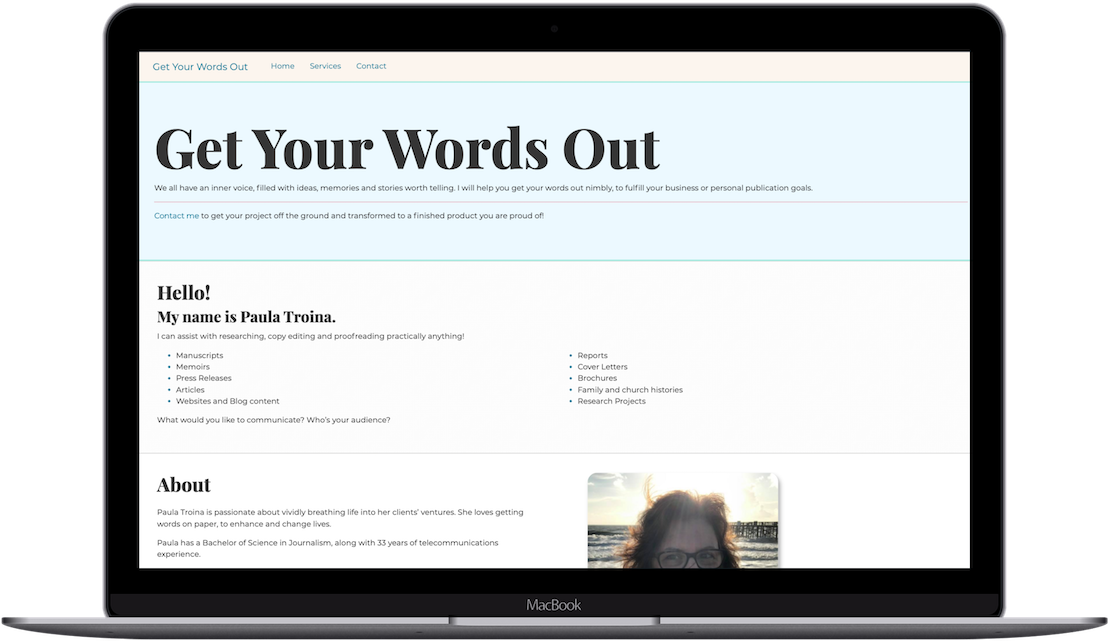 Get Your Words Out Home Services Contact
Get Your Words Out
We all have an inner voice, filled with ideas, memories and stories worth telling. I will help you get your words out nimbly, to fulfill your business or personal publication goals.
Contact me to get your project off the ground and transformed to a finished product you are proud of!
Hello!
My name is Paula Troina.
I can assist with researching, copy editing and proofreading practically anything!
• Manuscripts
• Memoirs
• Press Releases
• Articles
• Websites and Blog content
• Reports
• Cover Letters
• Brochures
• Family and church histories
• Research Projects
What would you like to communicate? Who's your audience?
About
Paula Troina is passionate about vividly breathing life into her clients' ventures. She loves getting
words on paper, to enhance and change lives.
Paula has a Bachelor of Science in Journalism, along with 33 years of telecommunications
experience.
MacBook